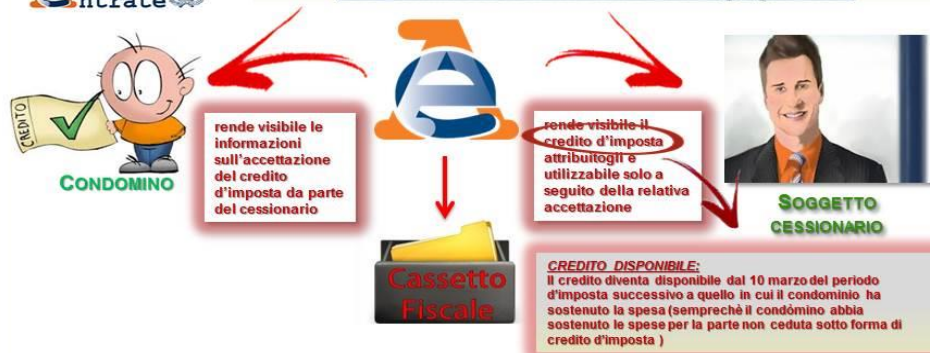 ntrate
CREDITO
CONDOMINO
rende visibile le
informazioni
sull'accettazione
del credito
d'imposta da parte
del cessionario
rende visibile il
credito d'imposta
attribuitogli e
utilizzabile solo a
seguito della relativa
accettazione
SOGGETTO
CESSIONARIO
Cassetto
Fiscale
CREDITO DISPONIBILE:
Il credito diventa disponibile dal 10 marzo del periodo
d'imposta successivo a quello in cui il condominio ha
sostenuto la spesa (semprechè il condòmino abbia
sostenuto le spese per la parte non ceduta sotto forma di
credito d'imposta )